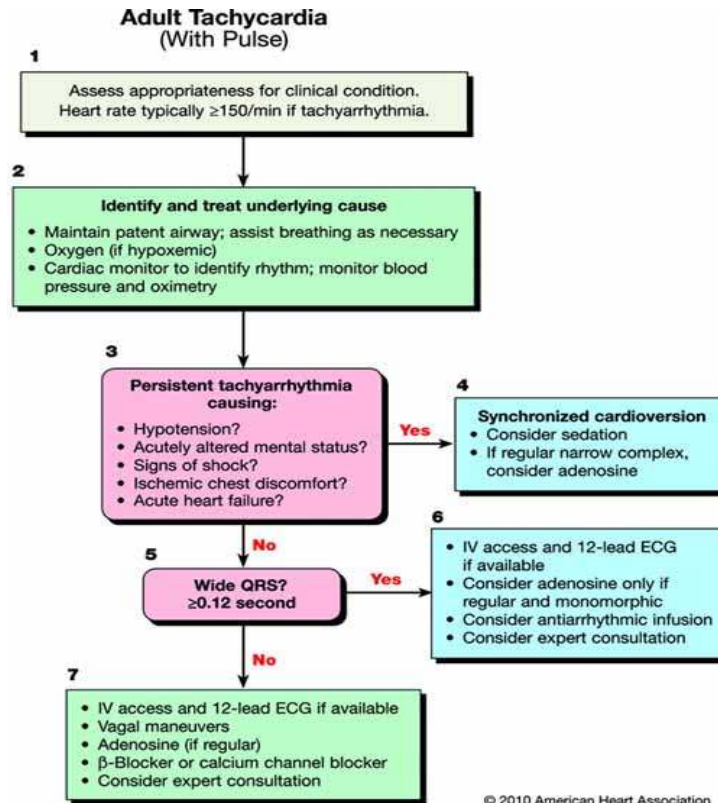 Adult Tachycardia
(With Pulse)
1
Assess appropriateness for clinical condition.
Heart rate typically ≥150/min if tachyarrhythmia.
2
Identify and treat underlying cause
• Maintain patent airway; assist breathing as necessary
• Oxygen (if hypoxemic)
• Cardiac monitor to identify rhythm; monitor blood
pressure and oximetry
3
Persistent tachyarrhythmia
causing:
• Hypotension?
• Acutely altered mental status?
• Signs of shock?
• Ischemic chest discomfort?
• Acute heart failure?
Yes
4
Synchronized cardioversion
• Consider sedation
• If regular narrow complex,
consider adenosine
No
5
Wide QRS?
≥0.12 second
Yes
6
• IV access and 12-lead ECG
if available
• Consider adenosine only if
regular and monomorphic
• Consider antiarrhythmic infusion
• Consider expert consultation
No
7
• IV access and 12-lead ECG if available
• Vagal maneuvers
• Adenosine (if regular)
• β-Blocker or calcium channel blocker
• Consider expert consultation
© 2010 American Heart Association